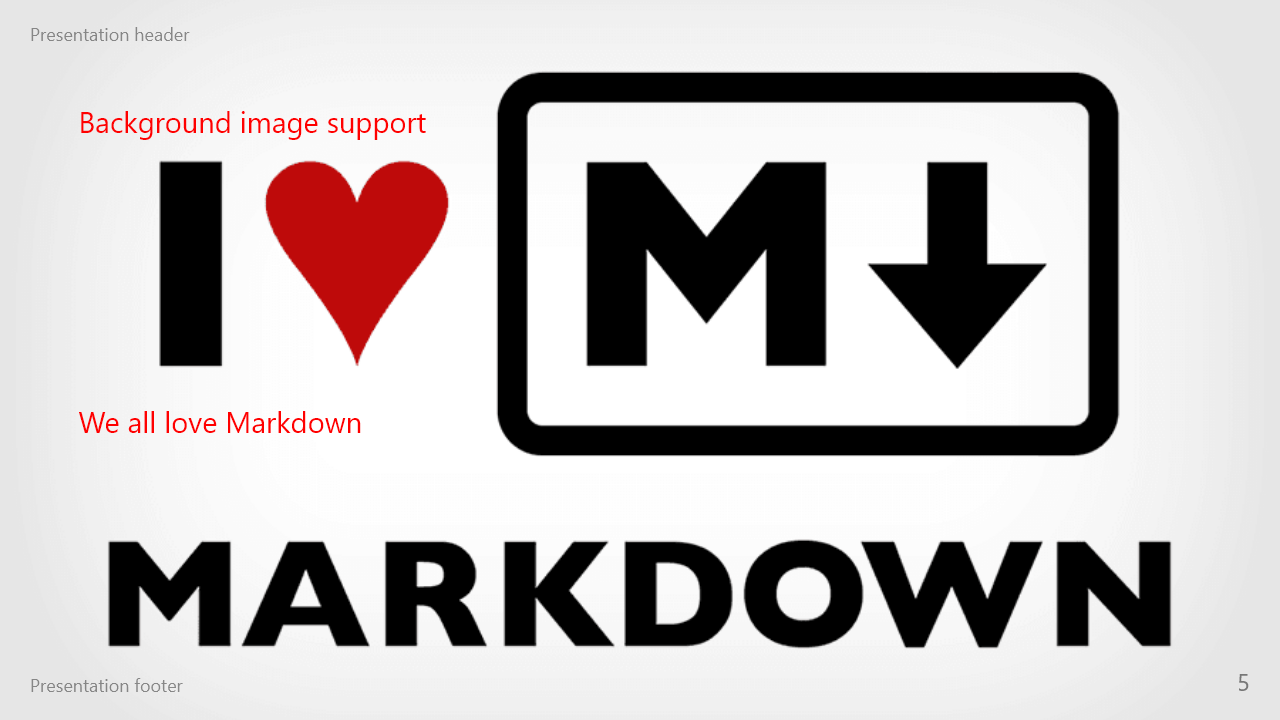 Presentation header
Background image support
I ♥ M↓
We all love Markdown
MARKDOWN
Presentation footer
5